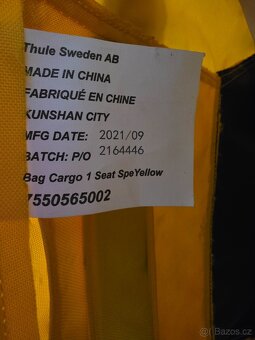 Thule Sweden AB
MADE IN CHINA
FABRIQUÉ EN CHINE
KUNSHAN CITY
MFG DATE: 2021/09
BATCH: P/O 2164446
Bag Cargo 1 Seat SpeYellow
7550565002
Bazoš.cz